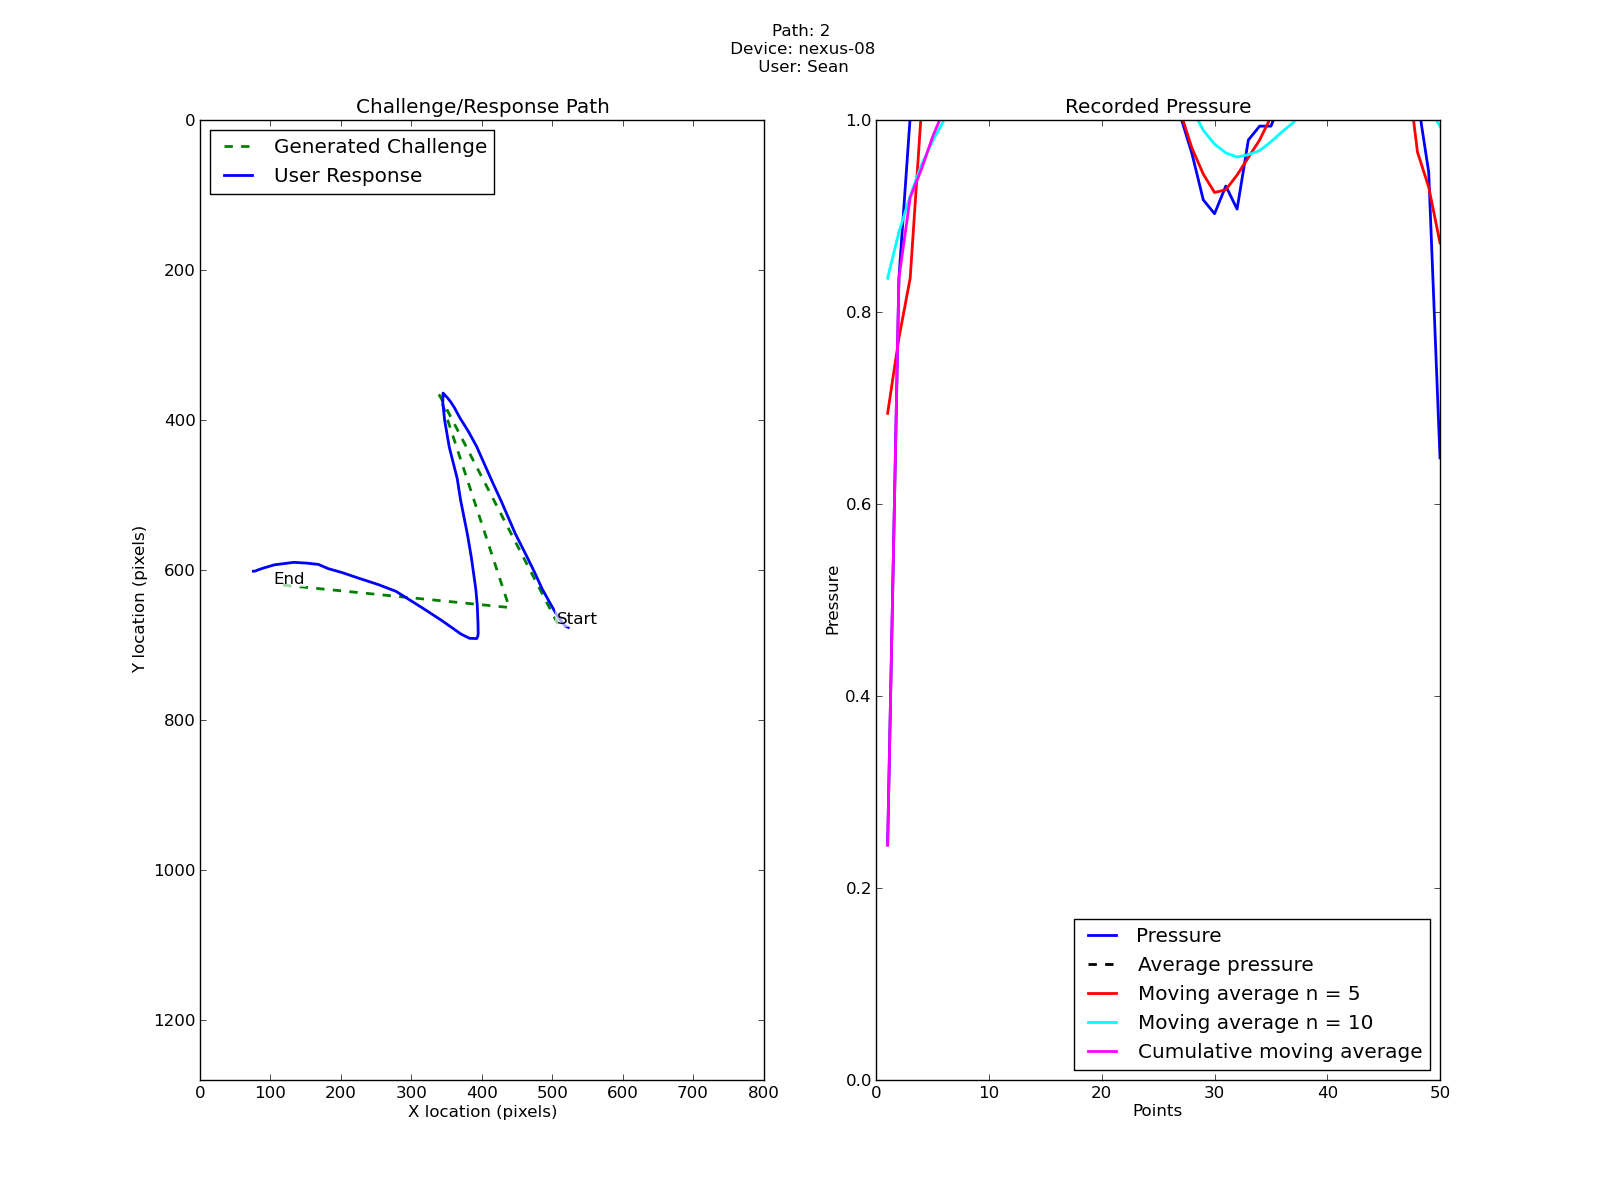 Path: 2
Device: nexus-08
User: Sean
Challenge/Response Path
Generated Challenge
User Response
0
200
400
600
800
1000
1200
Y location (pixels)
End
Start
0 100 200 300 400 500 600 700 800
X location (pixels)
Recorded Pressure
1.0
0.8
0.6
0.4
0.2
0.0
Pressure
Pressure
Average pressure
Moving average n = 5
Moving average n = 10
Cumulative moving average
0 10 20 30 40 50
Points